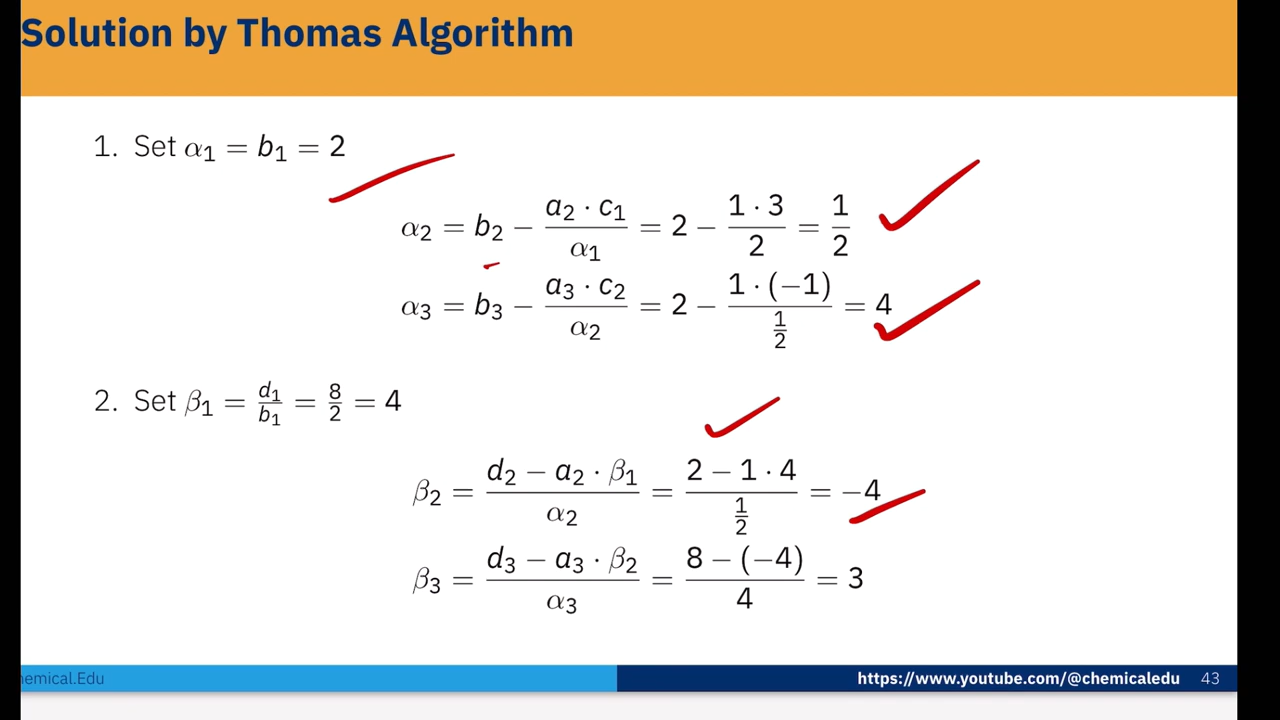 Solution by Thomas Algorithm
1. Set α₁ = b₁ = 2
α₂ = b₂ − (a₂ · c₁)/α₁ = 2 − (1 · 3)/2 = 1/2
α₃ = b₃ − (a₃ · c₂)/α₂ = 2 − (1 · (−1))/(1/2) = 4
2. Set β₁ = d₁/b₁ = 8/2 = 4
β₂ = (d₂ − a₂ · β₁)/α₂ = (2 − 1 · 4)/(1/2) = −4
β₃ = (d₃ − a₃ · β₂)/α₃ = (8 − (−4))/4 = 3
hemical.Edu
https://www.youtube.com/@chemicaledu 43